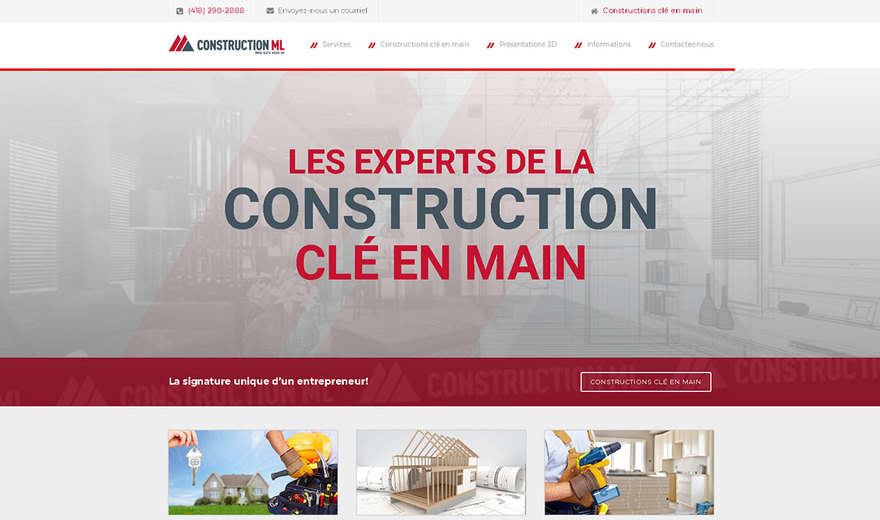 (418) 290-2888
Envoyez-nous un courriel
Constructions clé en main
CONSTRUCTION ML
Services
Constructions clé en main
Présentations 3D
Informations
Contactez-nous
LES EXPERTS DE LA
CONSTRUCTION
CLÉ EN MAIN
La signature unique d'un entrepreneur!
CONSTRUCTIONS CLÉ EN MAIN
CONSTRUCTION ML
CONSTRUCTION
CONSTRUCTION